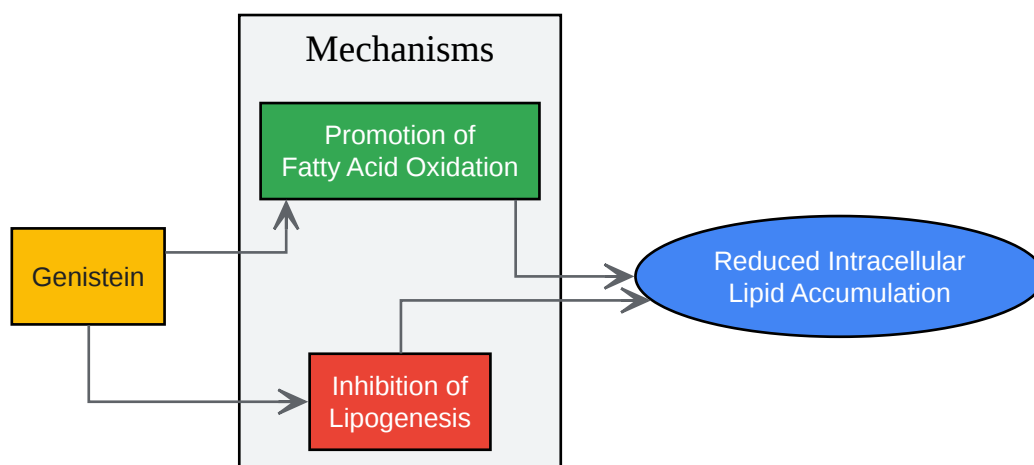 Mechanisms
Promotion of
Fatty Acid Oxidation
Genistein
Reduced Intracellular
Lipid Accumulation
Inhibition of
Lipogenesis